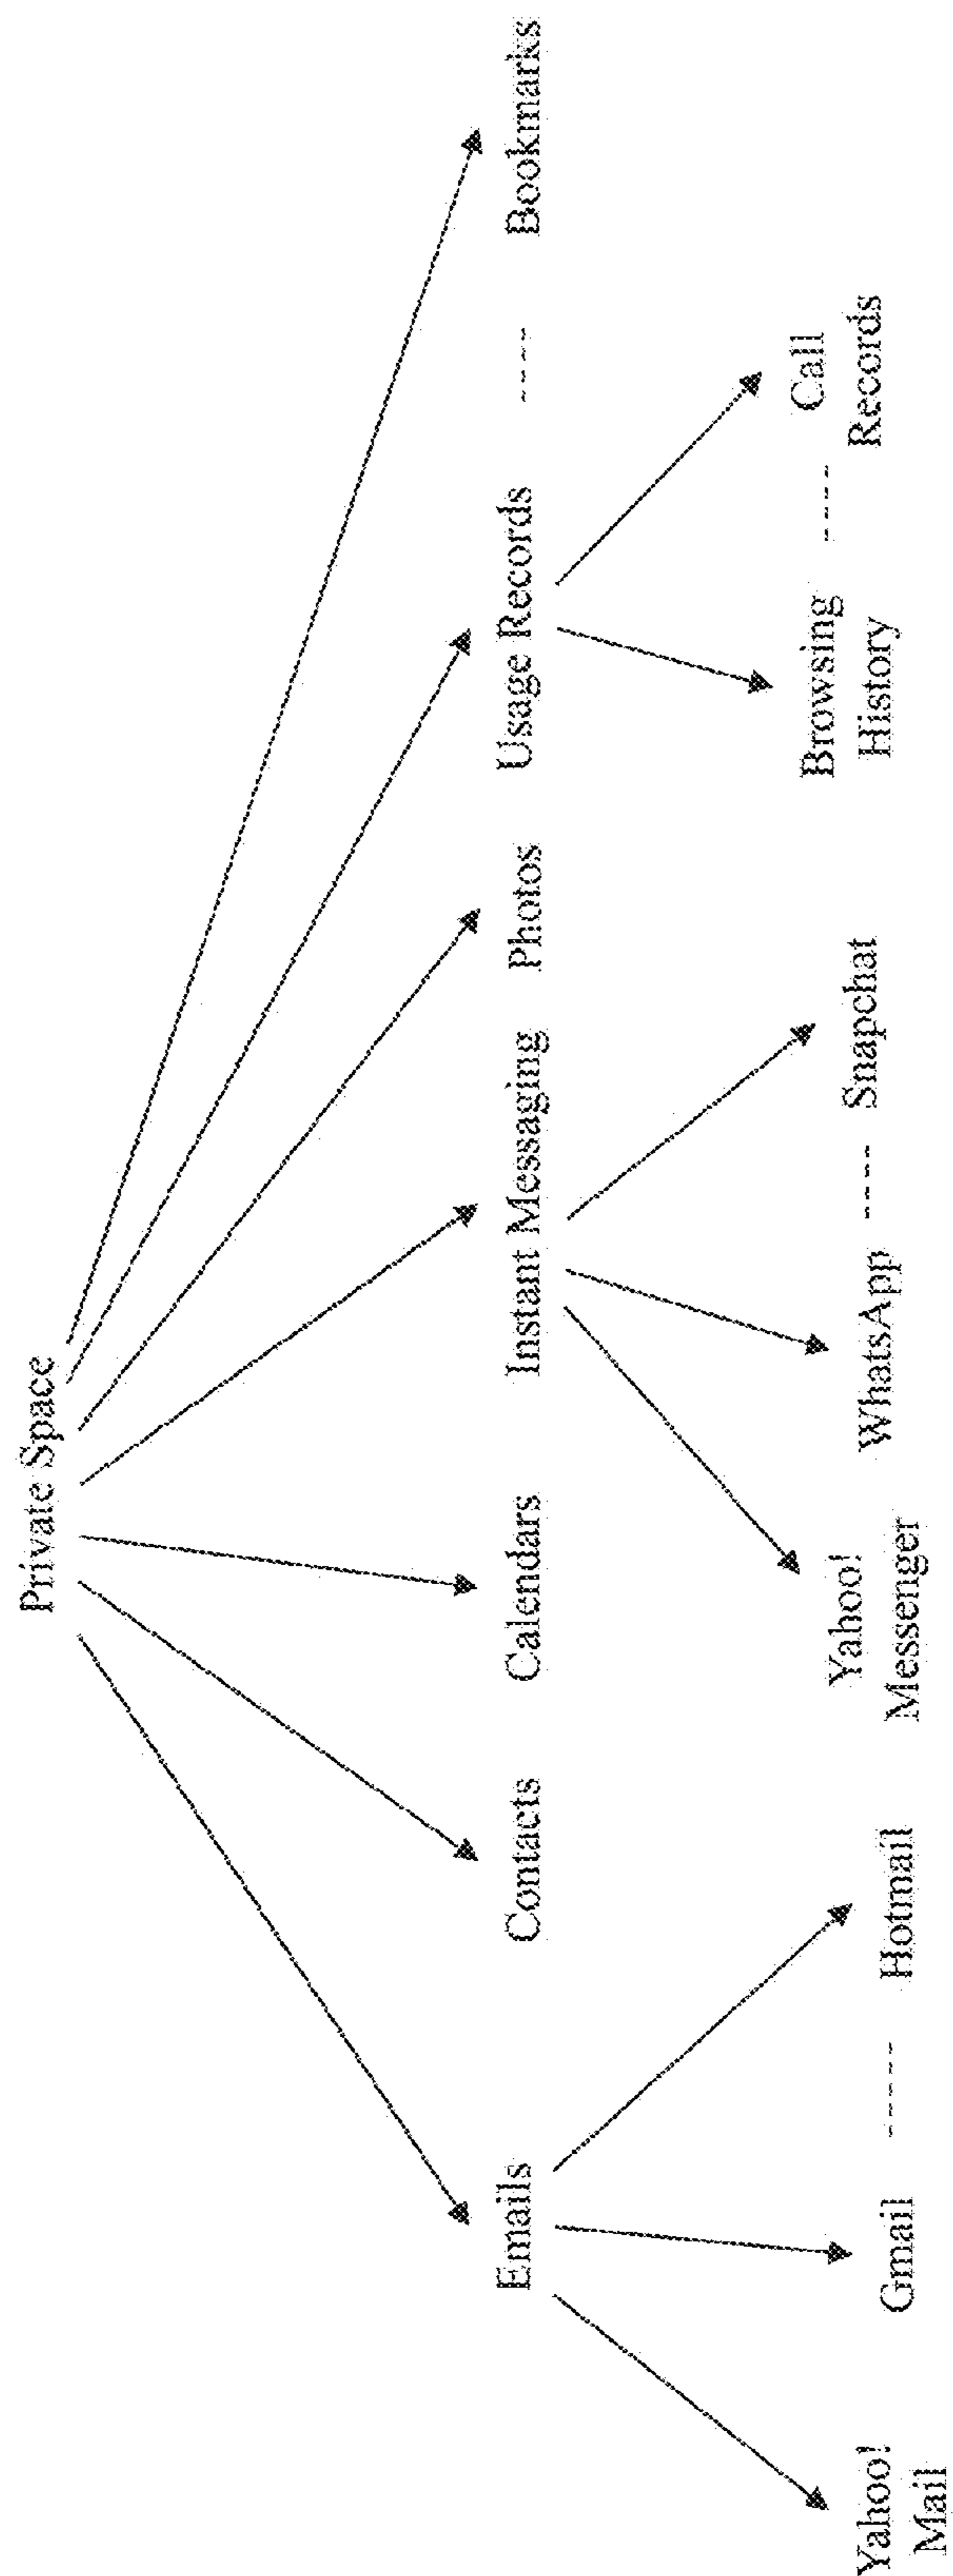 Private Space
Emails
Contacts
Calendars
Instant Messaging
Photos
Usage Records
----
Bookmarks
Yahoo!
Mail
Gmail
-----
Hotmail
Yahoo!
Messenger
WhatsApp
----
Snapchat
Browsing
History
----
Call
Records